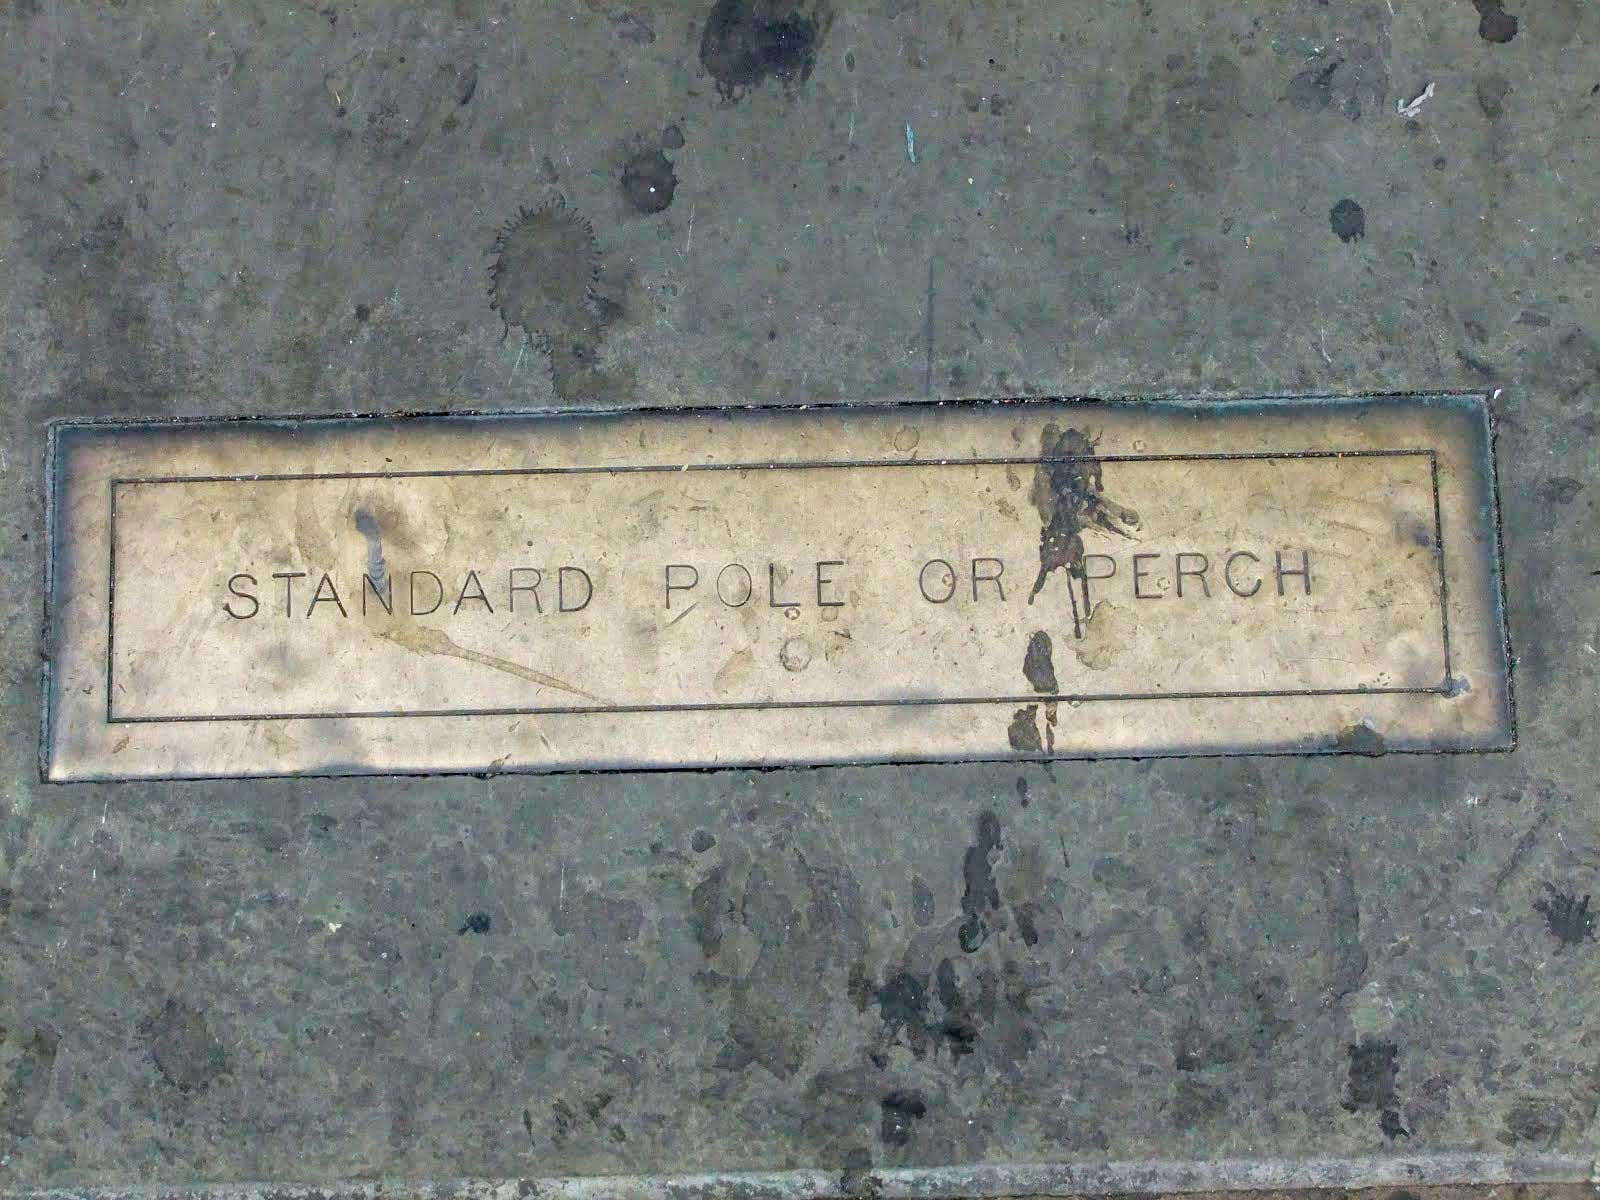 STANDARD POLE OR PERCH